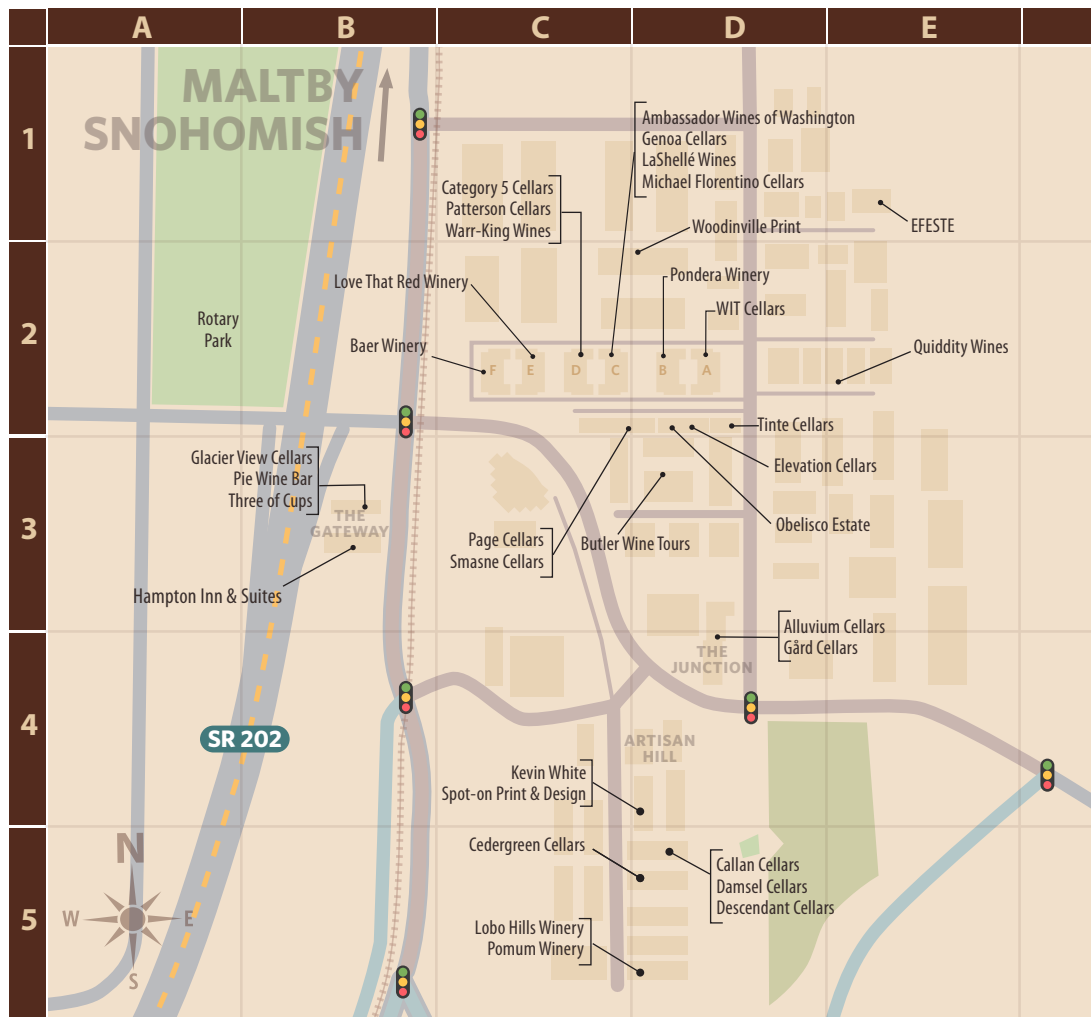 A B C D E
1
2
3
4
5
MALTBY
SNOHOMISH
Ambassador Wines of Washington
Genoa Cellars
LaShellé Wines
Michael Florentino Cellars
Category 5 Cellars
Patterson Cellars
Warr-King Wines
Woodinville Print
EFESTE
Love That Red Winery
Pondera Winery
WIT Cellars
Rotary
Park
Baer Winery
Quiddity Wines
F E D C B A
Tinte Cellars
Elevation Cellars
Obelisco Estate
Glacier View Cellars
Pie Wine Bar
Three of Cups
THE
GATEWAY
Page Cellars
Smasne Cellars
Butler Wine Tours
Hampton Inn & Suites
Alluvium Cellars
Gård Cellars
THE
JUNCTION
SR 202
ARTISAN
HILL
Kevin White
Spot-on Print & Design
Cedergreen Cellars
Callan Cellars
Damsel Cellars
Descendant Cellars
Lobo Hills Winery
Pomum Winery
N
W E
S